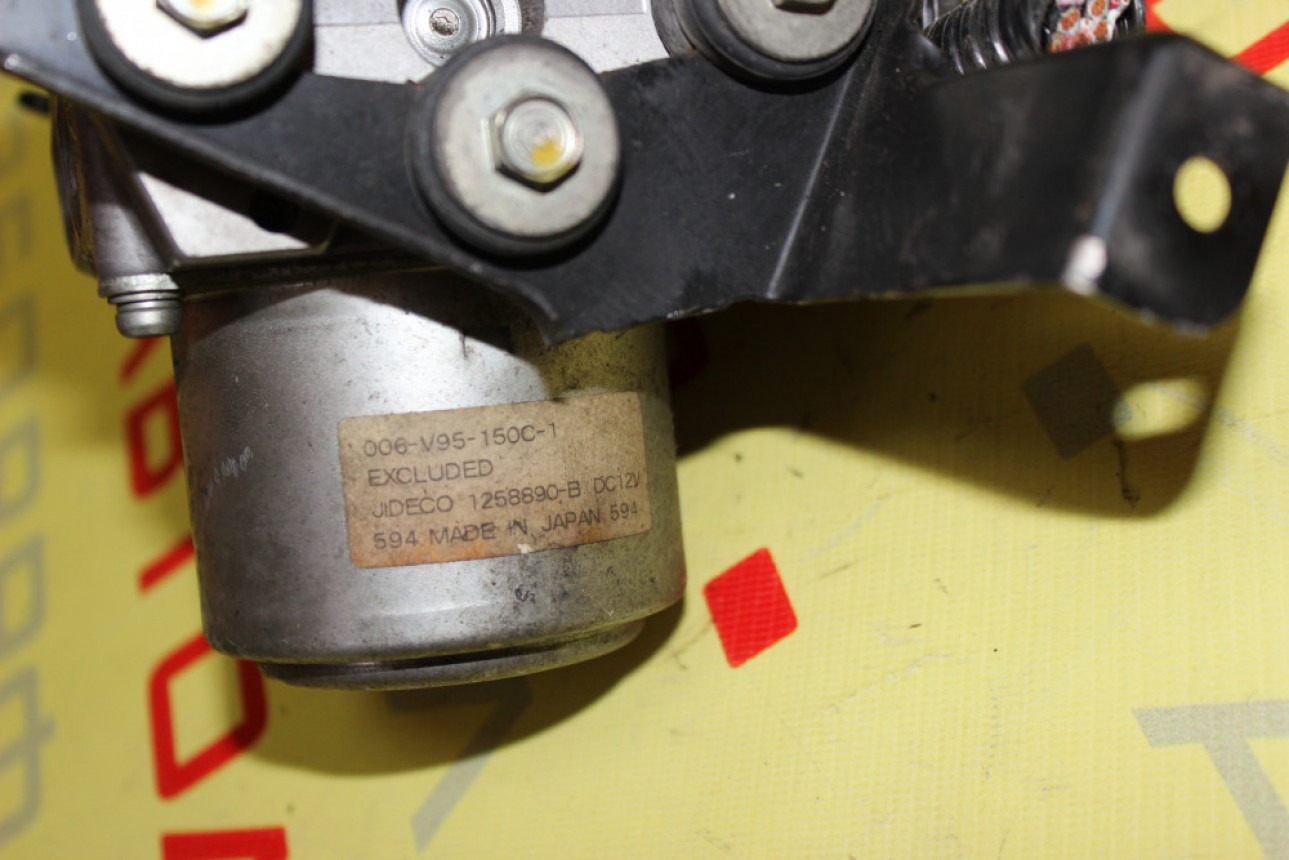 006-V95-150C-1
EXCLUDED
JIDECO 1258890-B DC12V
594 MADE IN JAPAN 594